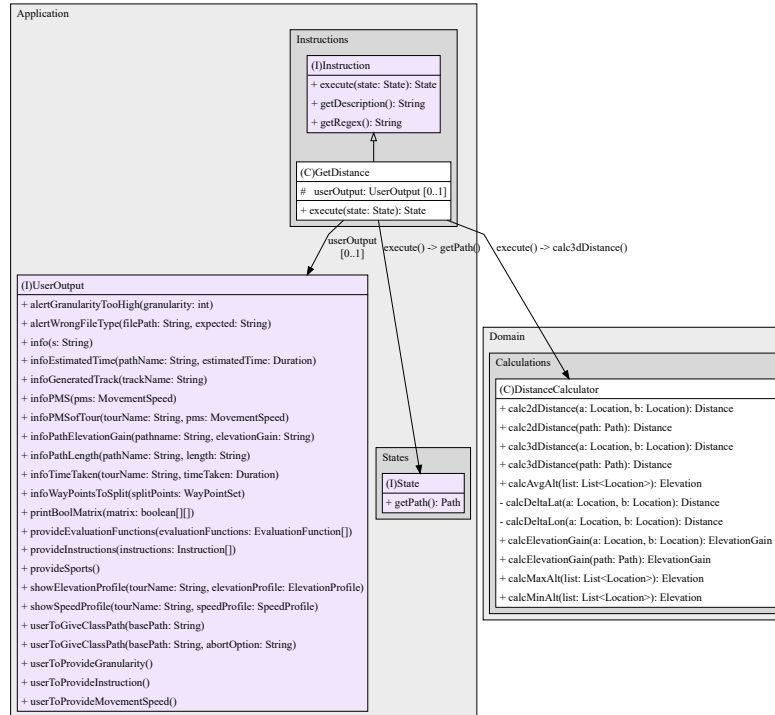 Application
Instructions
(I)Instruction
+ execute(state: State): State
+ getDescription(): String
+ getRegex(): String
(C)GetDistance
# userOutput: UserOutput [0..1]
+ execute(state: State): State
userOutput
[0..1]
execute() -> getPath()
execute() -> calc3dDistance()
(I)UserOutput
+ alertGranularityTooHigh(granularity: int)
+ alertWrongFileType(filePath: String, expected: String)
+ info(s: String)
+ infoEstimatedTime(pathName: String, estimatedTime: Duration)
+ infoGeneratedTrack(trackName: String)
+ infoPMS(pms: MovementSpeed)
+ infoPMSofTour(tourName: String, pms: MovementSpeed)
+ infoPathElevationGain(pathname: String, elevationGain: String)
+ infoPathLength(pathName: String, length: String)
+ infoTimeTaken(tourName: String, timeTaken: Duration)
+ infoWayPointsToSplit(splitPoints: WayPointSet)
+ printBoolMatrix(matrix: boolean[][])
+ provideEvaluationFunctions(evaluationFunctions: EvaluationFunction[])
+ provideInstructions(instructions: Instruction[])
+ provideSports()
+ showElevationProfile(tourName: String, elevationProfile: ElevationProfile)
+ showSpeedProfile(tourName: String, speedProfile: SpeedProfile)
+ userToGiveClassPath(basePath: String)
+ userToGiveClassPath(basePath: String, abortOption: String)
+ userToProvideGranularity()
+ userToProvideInstruction()
+ userToProvideMovementSpeed()
States
(I)State
+ getPath(): Path
Domain
Calculations
(C)DistanceCalculator
+ calc2dDistance(a: Location, b: Location): Distance
+ calc2dDistance(path: Path): Distance
+ calc3dDistance(a: Location, b: Location): Distance
+ calc3dDistance(path: Path): Distance
+ calcAvgAlt(list: List<Location>): Elevation
- calcDeltaLat(a: Location, b: Location): Distance
- calcDeltaLon(a: Location, b: Location): Distance
+ calcElevationGain(a: Location, b: Location): ElevationGain
+ calcElevationGain(path: Path): ElevationGain
+ calcMaxAlt(list: List<Location>): Elevation
+ calcMinAlt(list: List<Location>): Elevation